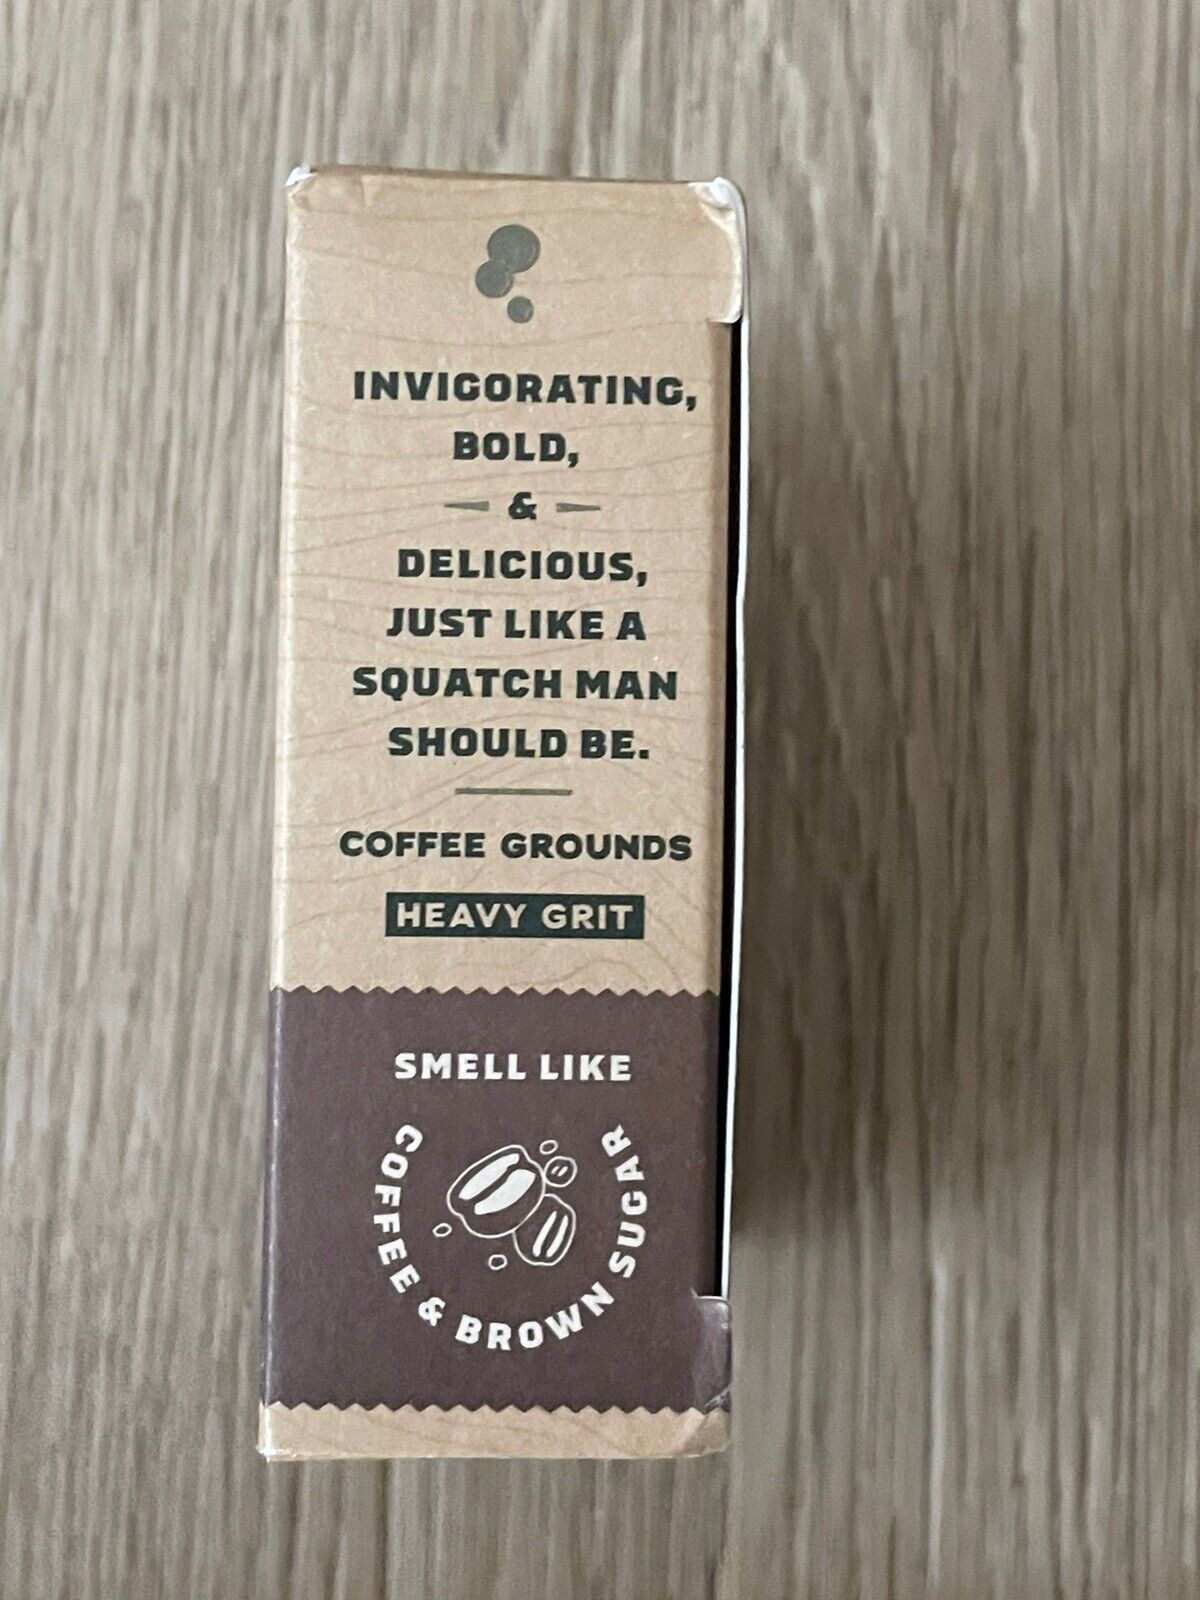 INVIGORATING,
BOLD,
&
DELICIOUS,
JUST LIKE A
SQUATCH MAN
SHOULD BE.
COFFEE GROUNDS
HEAVY GRIT
SMELL LIKE
COFFEE & BROWN SUGAR